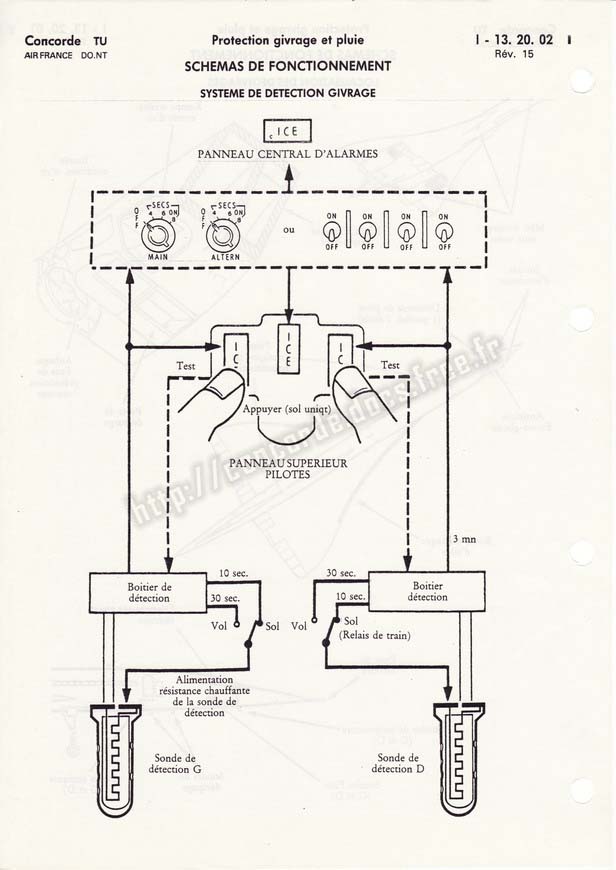 Concorde TU
AIR FRANCE DO.NT
Protection givrage et pluie
SCHEMAS DE FONCTIONNEMENT
SYSTEME DE DETECTION GIVRAGE
I - 13. 20. 02
Rév. 15
c ICE
PANNEAU CENTRAL D'ALARMES
SECS
OFF 4 6 ON 8
MAIN
SECS
OFF 4 6 ON 8
ALTERN
ou
ON ON ON ON
OFF OFF OFF OFF
IC
ICE
IC
Test
Test
Appuyer (sol uniqt)
PANNEAU SUPERIEUR
PILOTES
http://concordedocs.free.fr
3 mn
Boitier de
détection
10 sec.
30 sec.
Vol
Sol
30 sec.
10 sec.
Vol
Sol
(Relais de train)
Boitier
détection
Alimentation
résistance chauffante
de la sonde de
détection
Sonde de
détection G
Sonde de
détection D